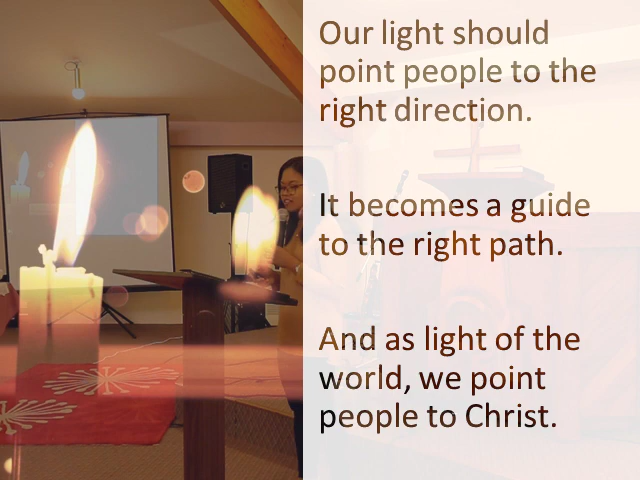 Our light should
point people to the
right direction.
It becomes a guide
to the right path.
And as light of the
world, we point
people to Christ.